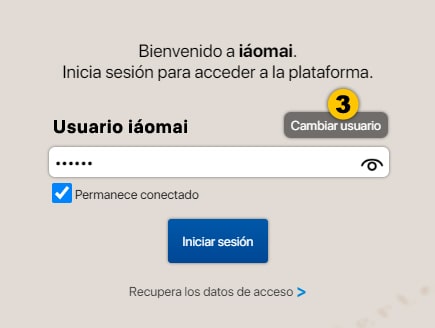 Bienvenido a iáomai.
Inicia sesión para acceder a la plataforma.
3
Usuario iáomai
Cambiar usuario
••••••
Permanece conectado
Iniciar sesión
Recupera los datos de acceso >